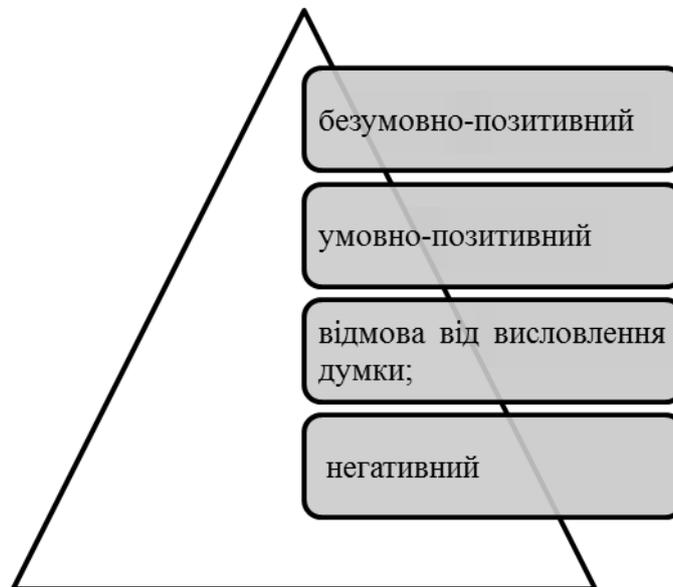 безумовно-позитивний
умовно-позитивний
відмова від висловлення
думки;
негативний